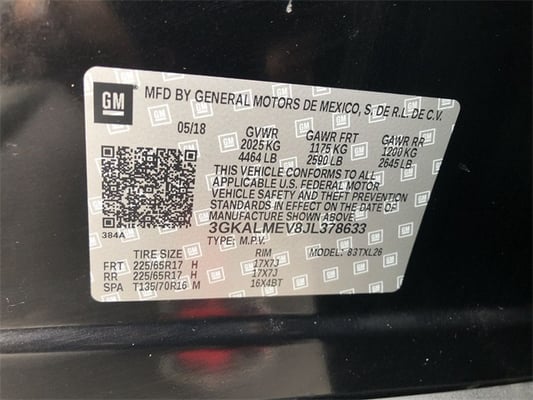 GM MFD BY GENERAL MOTORS DE MEXICO, S. DE R.L. DE C.V.
05/18 GVWR GAWR FRT GAWR RR
2025 KG 1175 KG 1200 KG
4464 LB 2590 LB 2645 LB
THIS VEHICLE CONFORMS TO ALL
APPLICABLE U.S. FEDERAL MOTOR
VEHICLE SAFETY AND THEFT PREVENTION
STANDARDS IN EFFECT ON THE DATE OF
MANUFACTURE SHOWN ABOVE.
3GKALMEV8JL378633
384A TYPE: M.P.V. MODEL: 83TXL26
TIRE SIZE RIM
FRT 225/65R17 H 17X7J
RR 225/65R17 H 17X7J
SPA T135/70R16 M 16X4BT